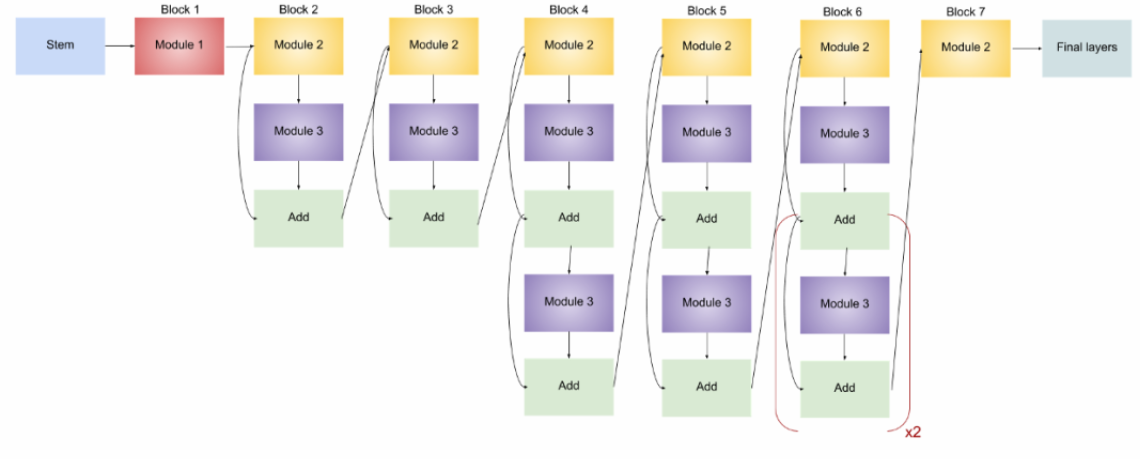 Block 1
Block 2
Block 3
Block 4
Block 5
Block 6
Block 7
Stem
Module 1
Module 2
Module 2
Module 2
Module 2
Module 2
Module 2
Final layers
Module 3
Module 3
Module 3
Module 3
Module 3
Add
Add
Add
Add
Add
Module 3
Module 3
Module 3
Add
Add
Add
x2